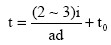 t = (2 ~ 3)i / ad + t₀